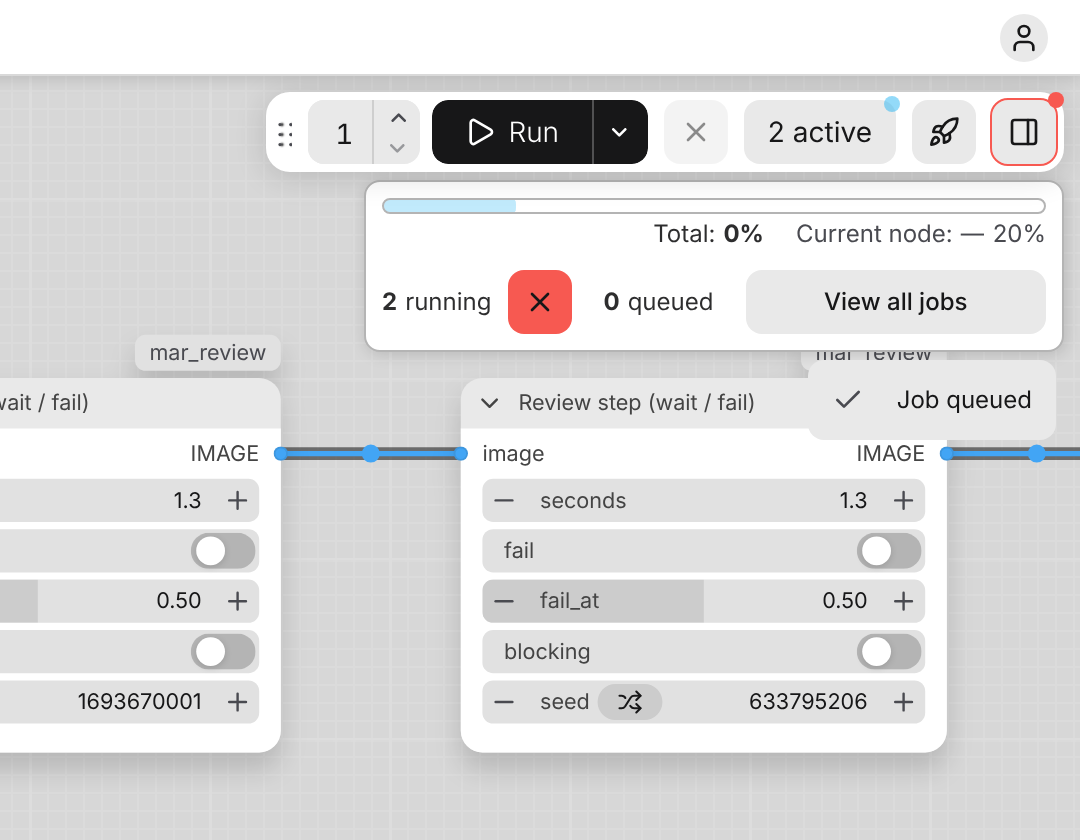 1
Run
2 active
Total: 0% Current node: — 20%
2 running
0 queued
View all jobs
mar_review
mar_review
Job queued
wait / fail)
IMAGE
1.3
0.50
1693670001
Review step (wait / fail)
image
IMAGE
seconds 1.3
fail
fail_at 0.50
blocking
seed 633795206